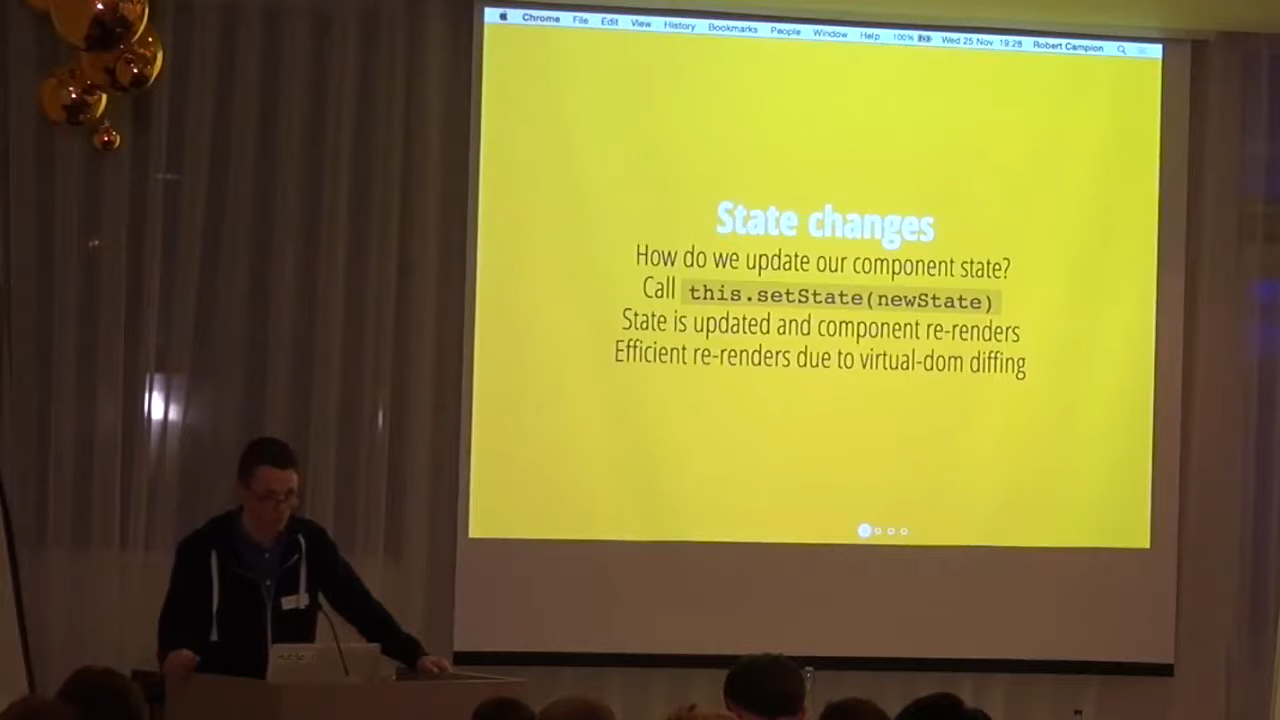 Chrome File Edit View History Bookmarks People Window Help 100% Wed 25 Nov 19:28 Robert Campion
State changes
How do we update our component state?
Call this.setState(newState)
State is updated and component re-renders
Efficient re-renders due to virtual-dom diffing